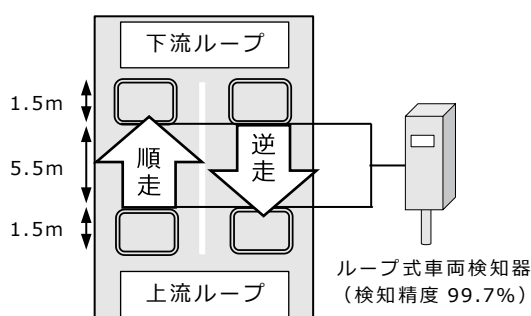 下流ループ
1.5m
5.5m
1.5m
順走
逆走
上流ループ
ループ式車両検知器
（検知精度 99.7%）